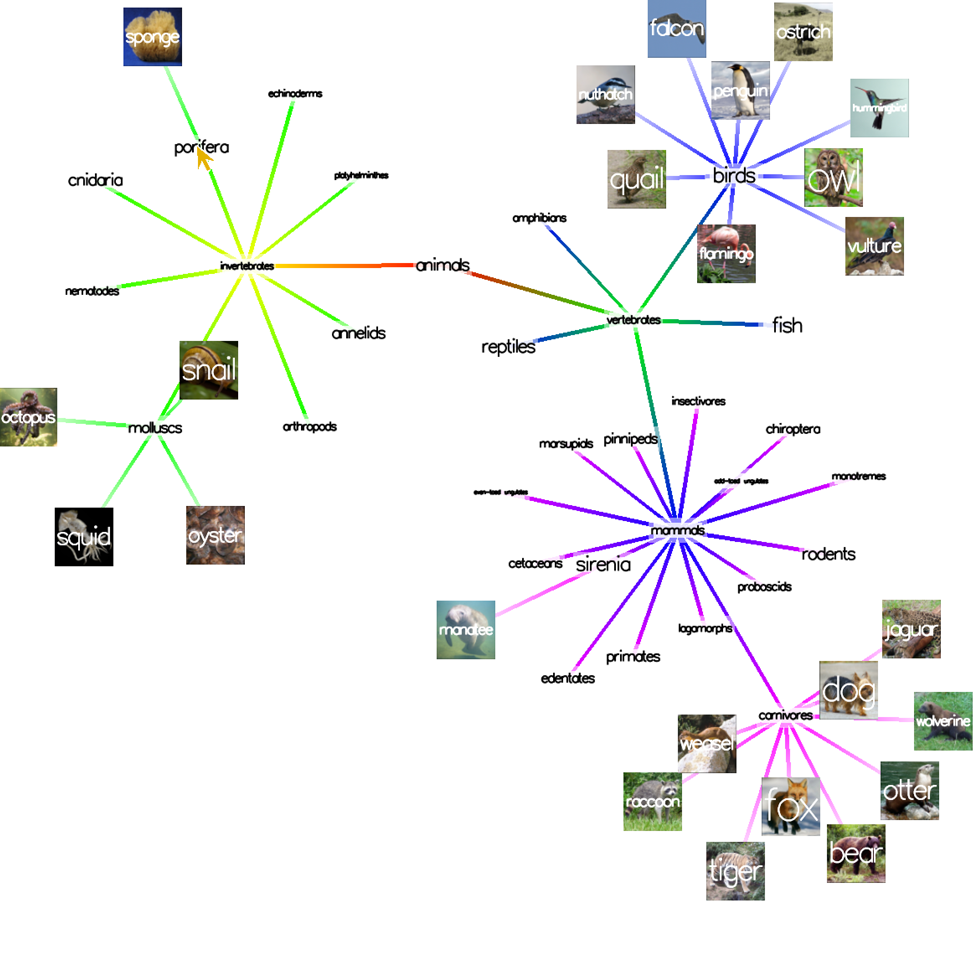 sponge
falcon
ostrich
echinoderms
nuthatch
penguin
hummingbird
porifera
cnidaria
platyhelminthes
quail
birds
owl
amphibians
flamingo
vulture
invertebrates
animals
nematodes
annelids
vertebrates
fish
reptiles
snail
octopus
molluscs
arthropods
insectivores
marsupials
pinnipeds
chiroptera
odd-toed ungulates
monotremes
even-toed ungulates
mammals
squid
oyster
cetaceans
sirenia
rodents
proboscids
manatee
lagomorphs
primates
edentates
jaguar
dog
carnivores
wolverine
weasel
raccoon
fox
otter
bear
tiger